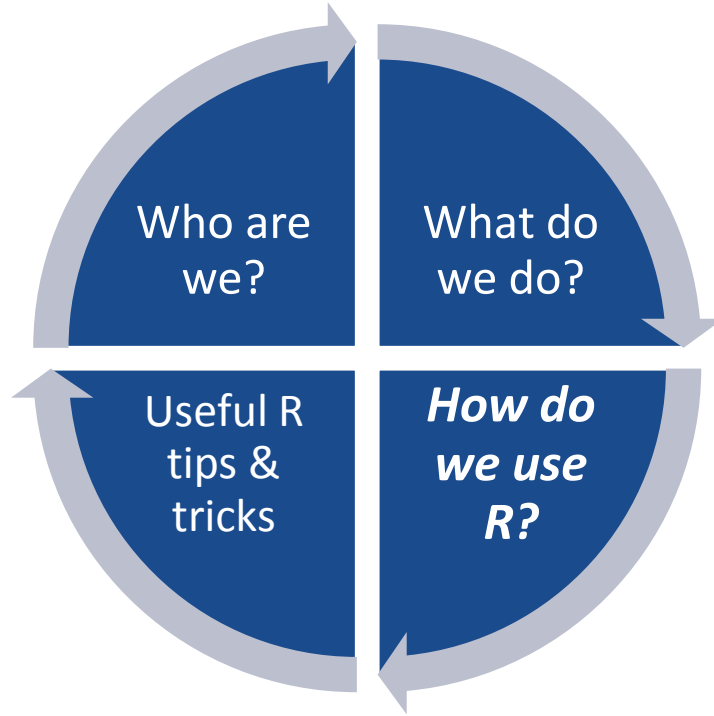 Who are
we?
What do
we do?
How do
we use
R?
Useful R
tips &
tricks